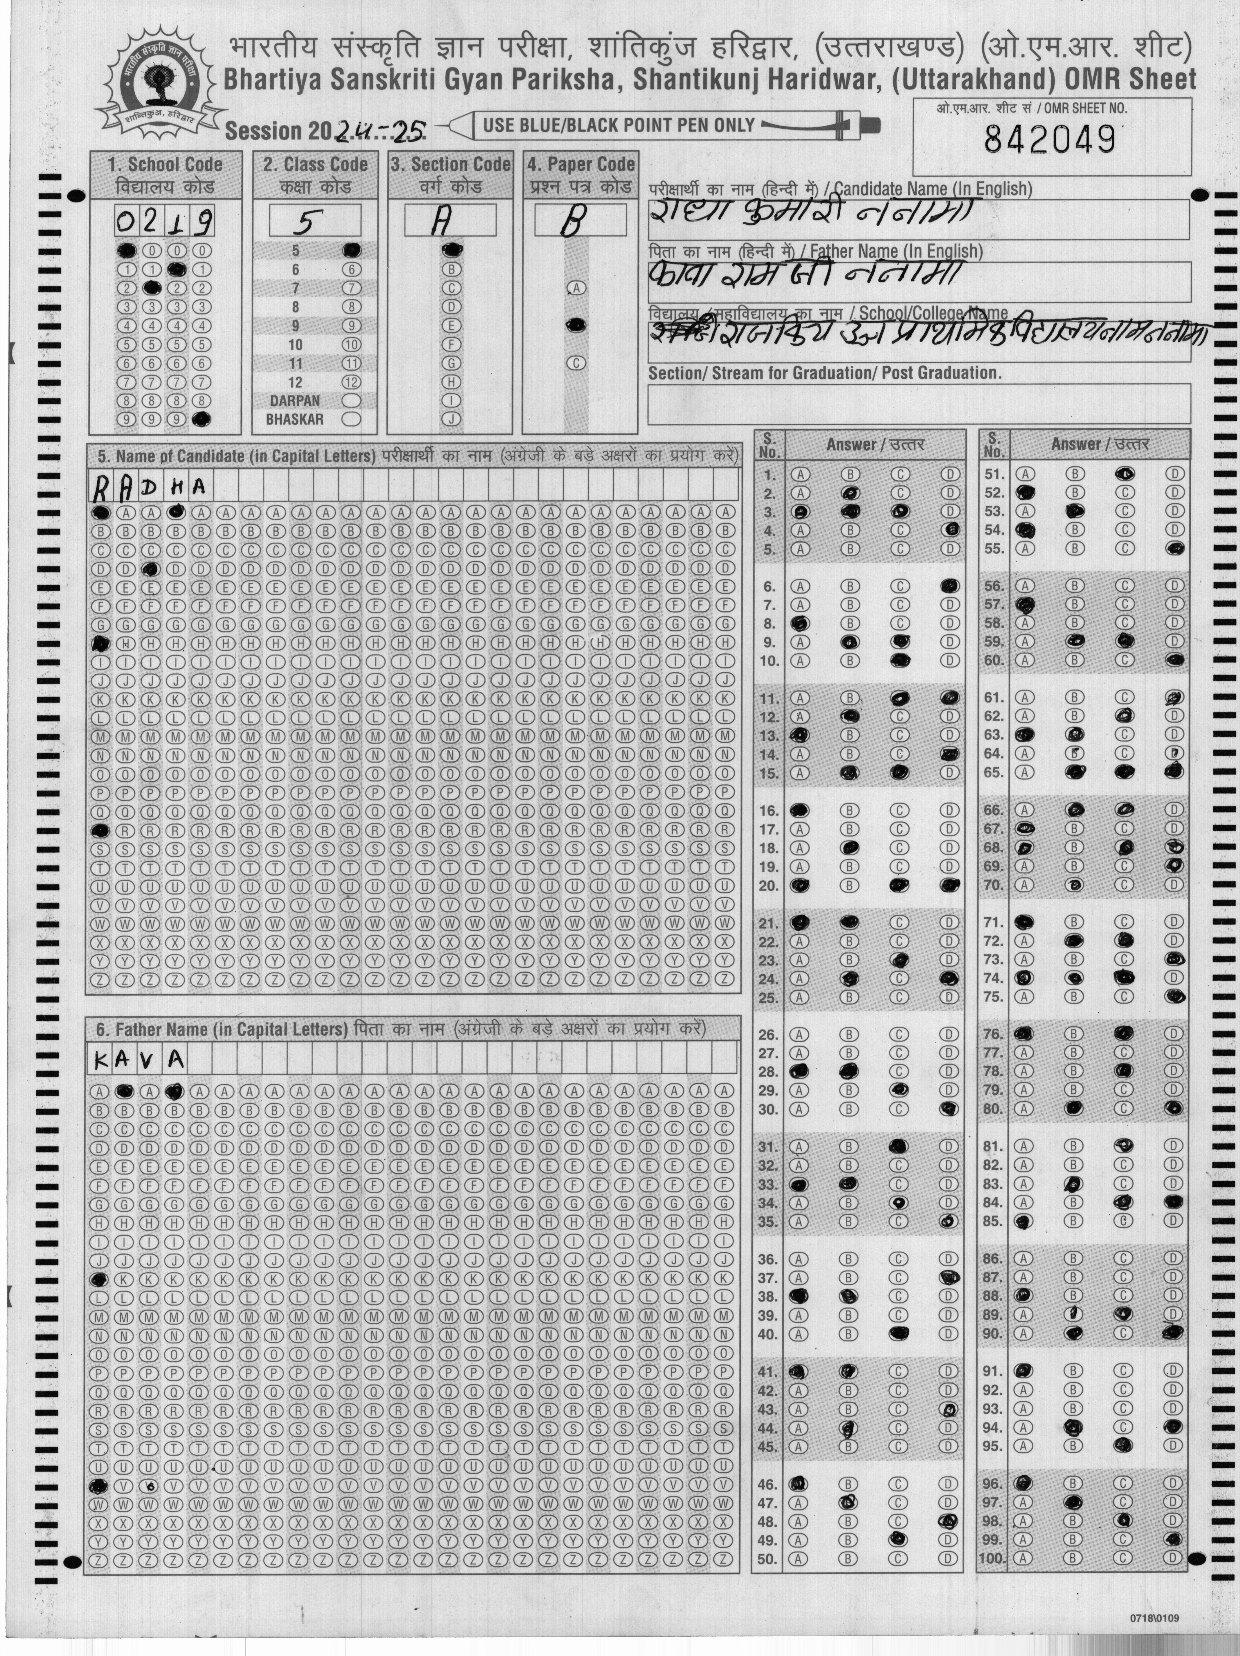 भारतीय संस्कृति ज्ञान परीक्षा, शांतिकुंज हरिद्वार, (उत्तराखण्ड) (ओ.एम.आर. शीट)
Bhartiya Sanskriti Gyan Pariksha, Shantikunj Haridwar, (Uttarakhand) OMR Sheet
Session 2024-25
USE BLUE/BLACK POINT PEN ONLY
ओ.एम.आर. शीट सं / OMR SHEET NO.
842049
1. School Code
विद्यालय कोड
0219
2. Class Code
कक्षा कोड
5
5
6
7
8
9
10
11
12
DARPAN
BHASKAR
3. Section Code
वर्ग कोड
A
4. Paper Code
प्रश्न पत्र कोड
B
परीक्षार्थी का नाम (हिन्दी में) / Candidate Name (In English)
राधा कुमारी ननामा
पिता का नाम (हिन्दी में) / Father Name (In English)
कावा राम जी ननामा
विद्यालय/महाविद्यालय का नाम / School/College Name
Section/ Stream for Graduation/ Post Graduation.
5. Name of Candidate (in Capital Letters) परीक्षार्थी का नाम (अंग्रेजी के बड़े अक्षरों का प्रयोग करें)
RADHA
6. Father Name (in Capital Letters) पिता का नाम (अंग्रेजी के बड़े अक्षरों का प्रयोग करें)
KAVA
S. No. Answer / उत्तर
S. No. Answer / उत्तर
0718\0109